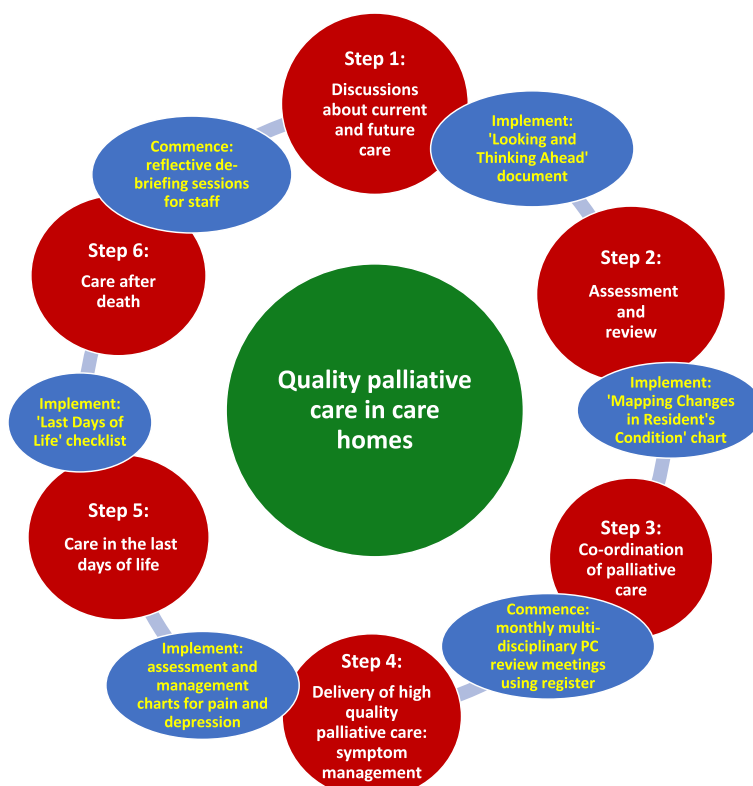 Step 1:
Discussions
about current
and future
care
Implement:
'Looking and
Thinking Ahead'
document
Step 2:
Assessment
and
review
Implement:
'Mapping Changes
in Resident's
Condition' chart
Step 3:
Co-ordination
of palliative
care
Commence:
monthly multi-
disciplinary PC
review meetings
using register
Step 4:
Delivery of high
quality
palliative care:
symptom
management
Implement:
assessment and
management
charts for pain and
depression
Step 5:
Care in the last
days of life
Implement:
'Last Days of
Life' checklist
Step 6:
Care after
death
Commence:
reflective de-
briefing sessions
for staff
Quality palliative
care in care
homes